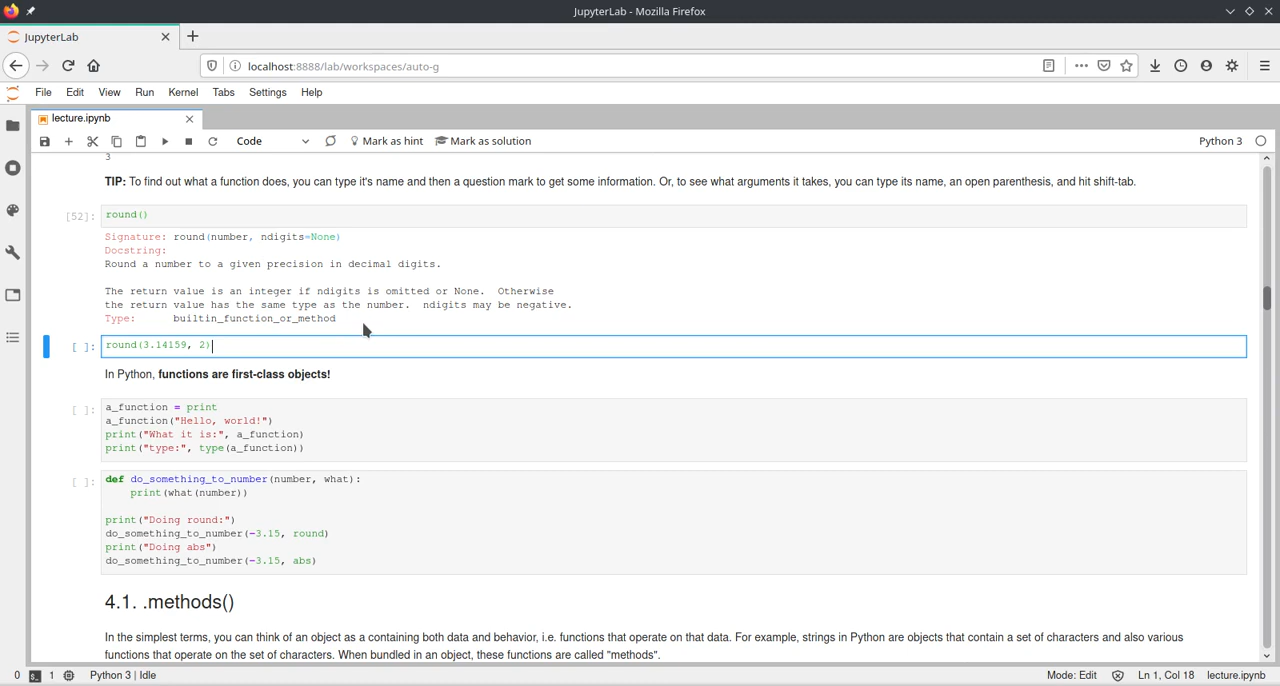 JupyterLab - Mozilla Firefox
JupyterLab
localhost:8888/lab/workspaces/auto-g
File Edit View Run Kernel Tabs Settings Help
lecture.ipynb
Code Mark as hint Mark as solution Python 3
3
TIP: To find out what a function does, you can type it's name and then a question mark to get some information. Or, to see what arguments it takes, you can type its name, an open parenthesis, and hit shift-tab.
[52]: round()
Signature: round(number, ndigits=None)
Docstring:
Round a number to a given precision in decimal digits.
The return value is an integer if ndigits is omitted or None.  Otherwise
the return value has the same type as the number.  ndigits may be negative.
Type:      builtin_function_or_method
[ ]: round(3.14159, 2)
In Python, functions are first-class objects!
[ ]: a_function = print
a_function("Hello, world!")
print("What it is:", a_function)
print("type:", type(a_function))
[ ]: def do_something_to_number(number, what):
    print(what(number))
print("Doing round:")
do_something_to_number(-3.15, round)
print("Doing abs")
do_something_to_number(-3.15, abs)
4.1. .methods()
In the simplest terms, you can think of an object as a containing both data and behavior, i.e. functions that operate on that data. For example, strings in Python are objects that contain a set of characters and also various
functions that operate on the set of characters. When bundled in an object, these functions are called "methods".
0 1 Python 3 | Idle Mode: Edit Ln 1, Col 18 lecture.ipynb